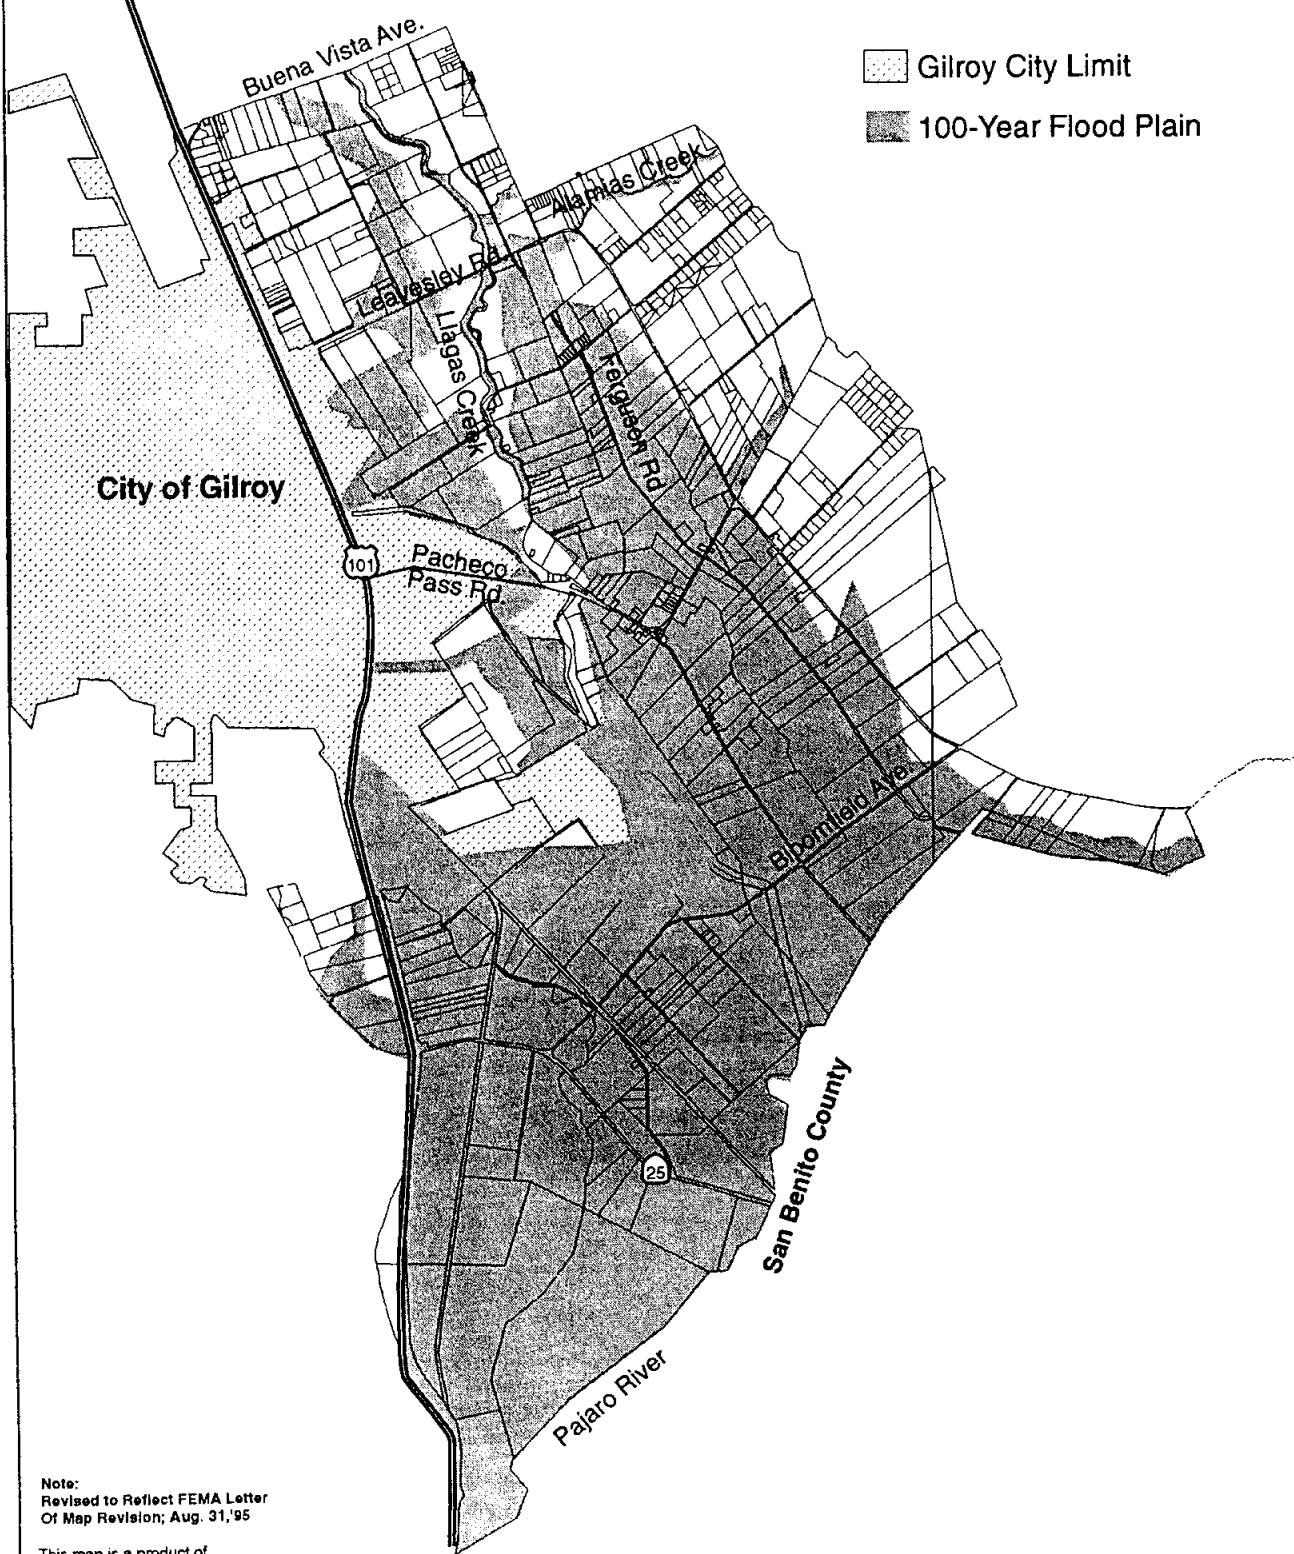 Buena Vista Ave.
Gilroy City Limit
100-Year Flood Plain
Alamias Creek
Leavesley Rd.
Llagas Creek
Ferguson Rd
City of Gilroy
101
Pacheco
Pass Rd.
Bloomfield Ave.
San Benito County
25
Pajaro River
Note:
Revised to Reflect FEMA Letter
Of Map Revision; Aug. 31,'95
This map is a product of